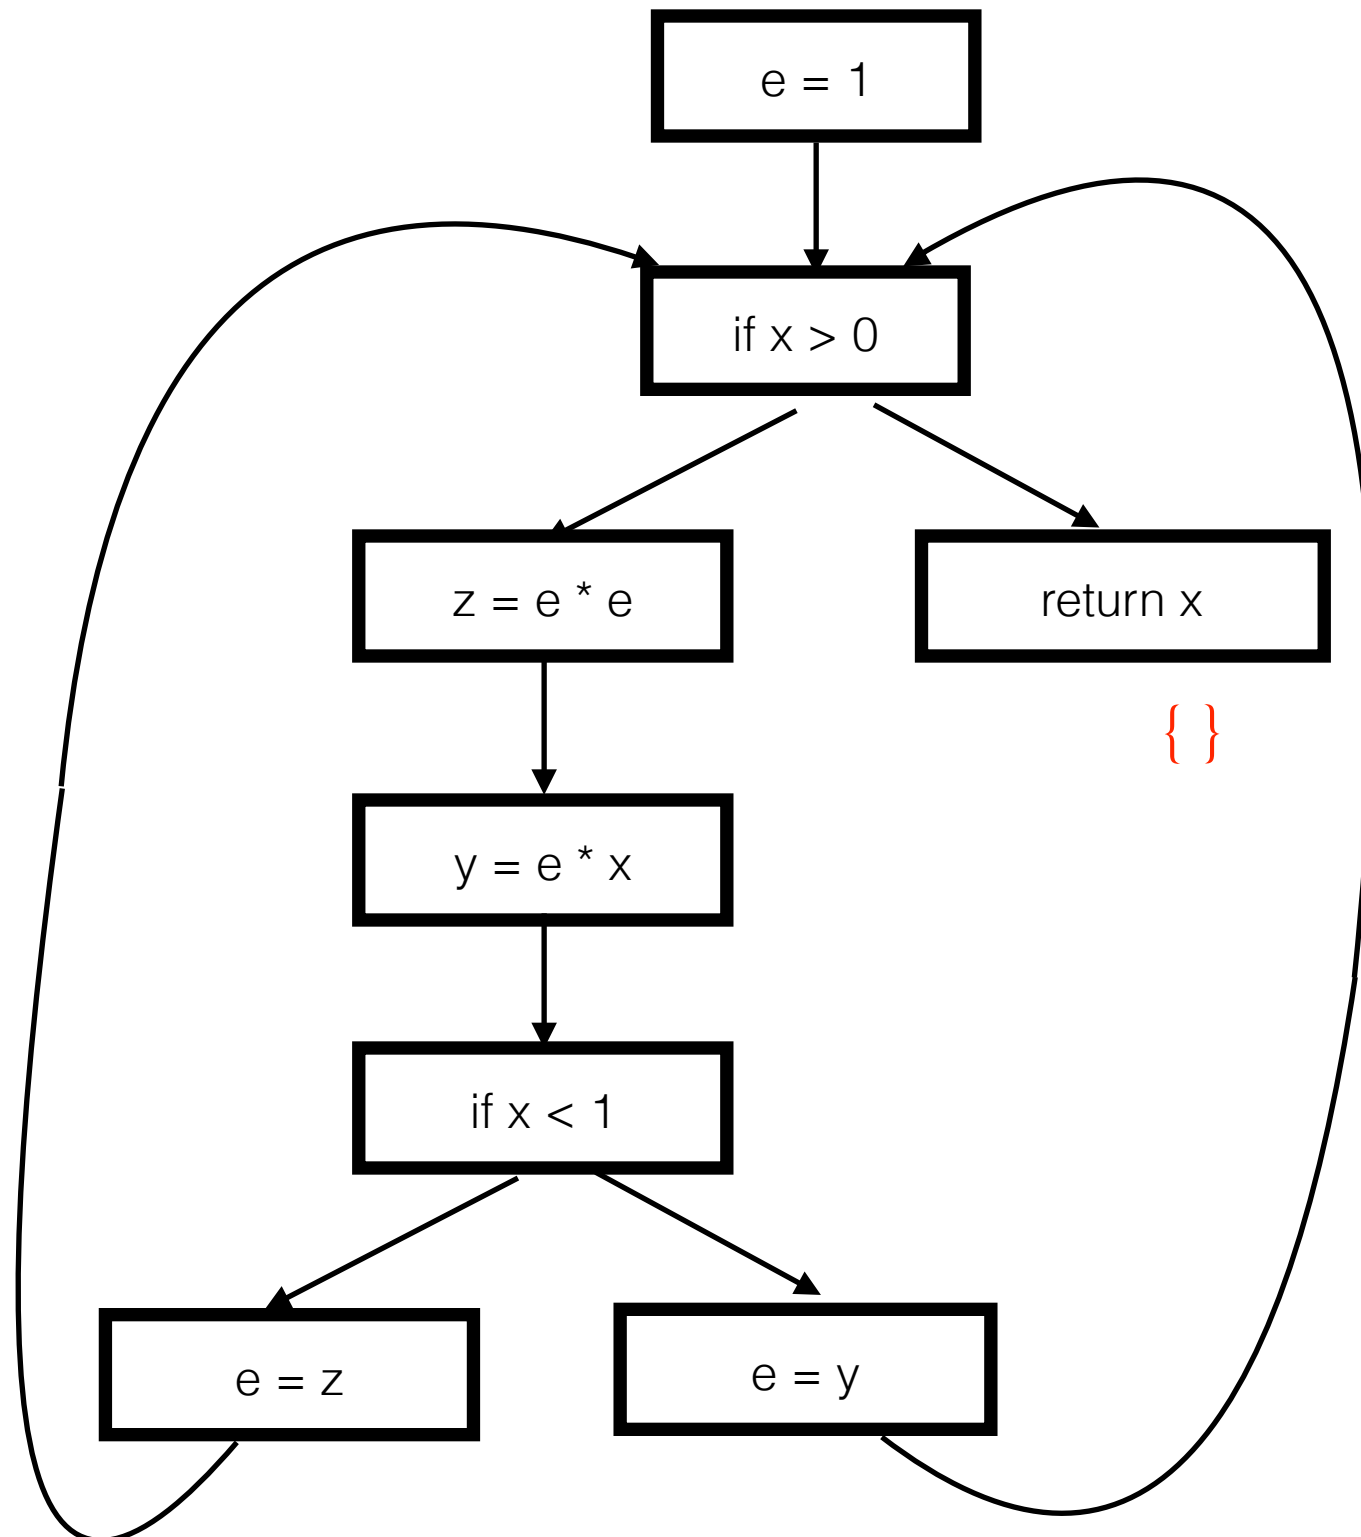 e = 1
if x > 0
z = e * e
return x
{ }
y = e * x
if x < 1
e = z
e = y